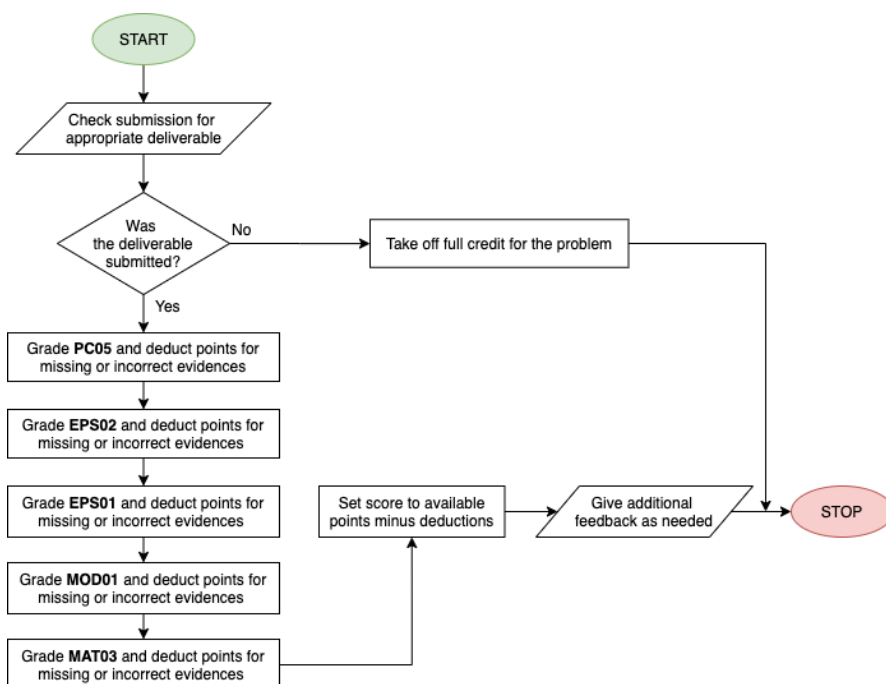 START
Check submission for
appropriate deliverable
Was
the deliverable
submitted?
No
Take off full credit for the problem
Yes
Grade PC05 and deduct points for
missing or incorrect evidences
Grade EPS02 and deduct points for
missing or incorrect evidences
Grade EPS01 and deduct points for
missing or incorrect evidences
Grade MOD01 and deduct points for
missing or incorrect evidences
Grade MAT03 and deduct points for
missing or incorrect evidences
Set score to available
points minus deductions
Give additional
feedback as needed
STOP